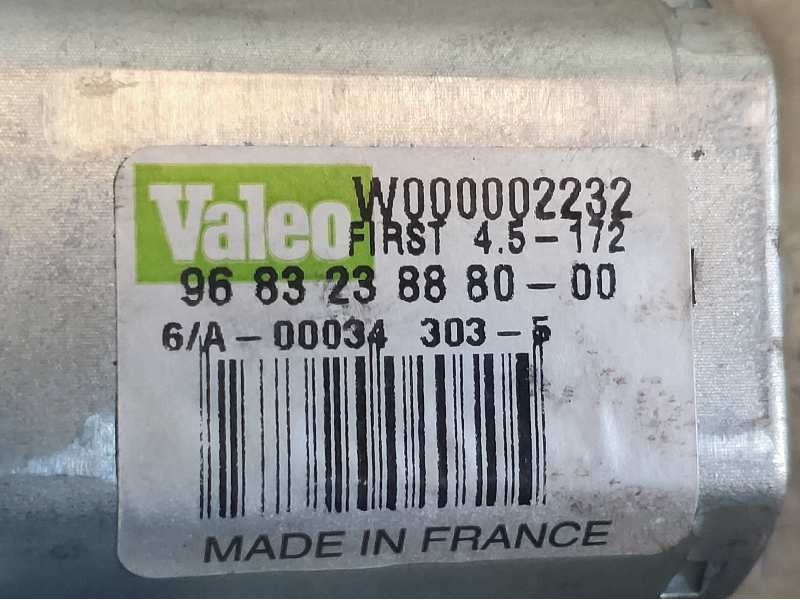 Valeo W000002232
FIRST 4.5-172
96 83 23 88 80-00
6/A-00034 303-5
MADE IN FRANCE